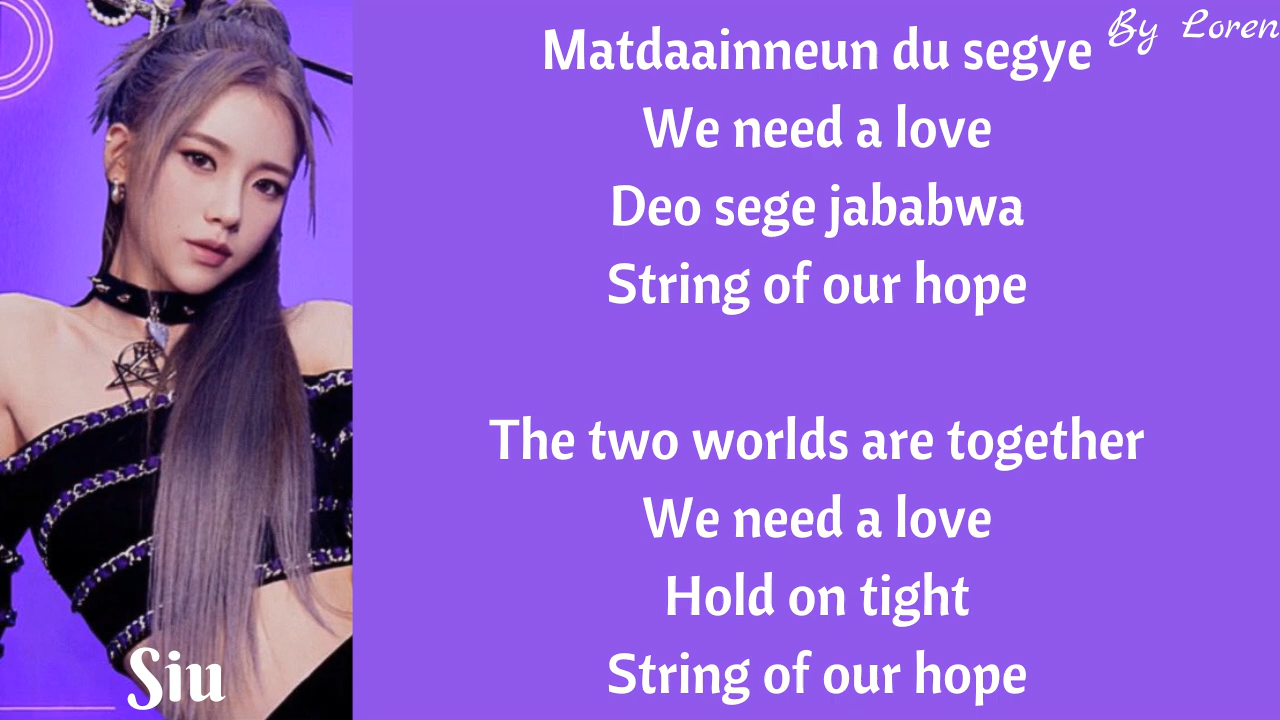 By Loren
Matdaainneun du segye
We need a love
Deo sege jababwa
String of our hope
The two worlds are together
We need a love
Hold on tight
String of our hope
Siu